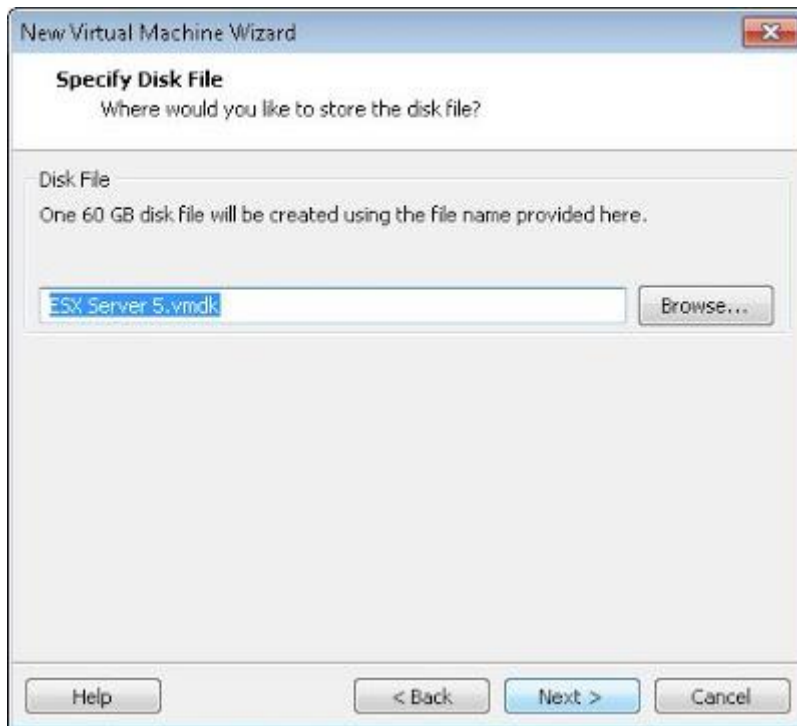 New Virtual Machine Wizard
Specify Disk File
Where would you like to store the disk file?
Disk File
One 60 GB disk file will be created using the file name provided here.
ESX Server 5.vmdk
Browse...
Help
< Back
Next >
Cancel